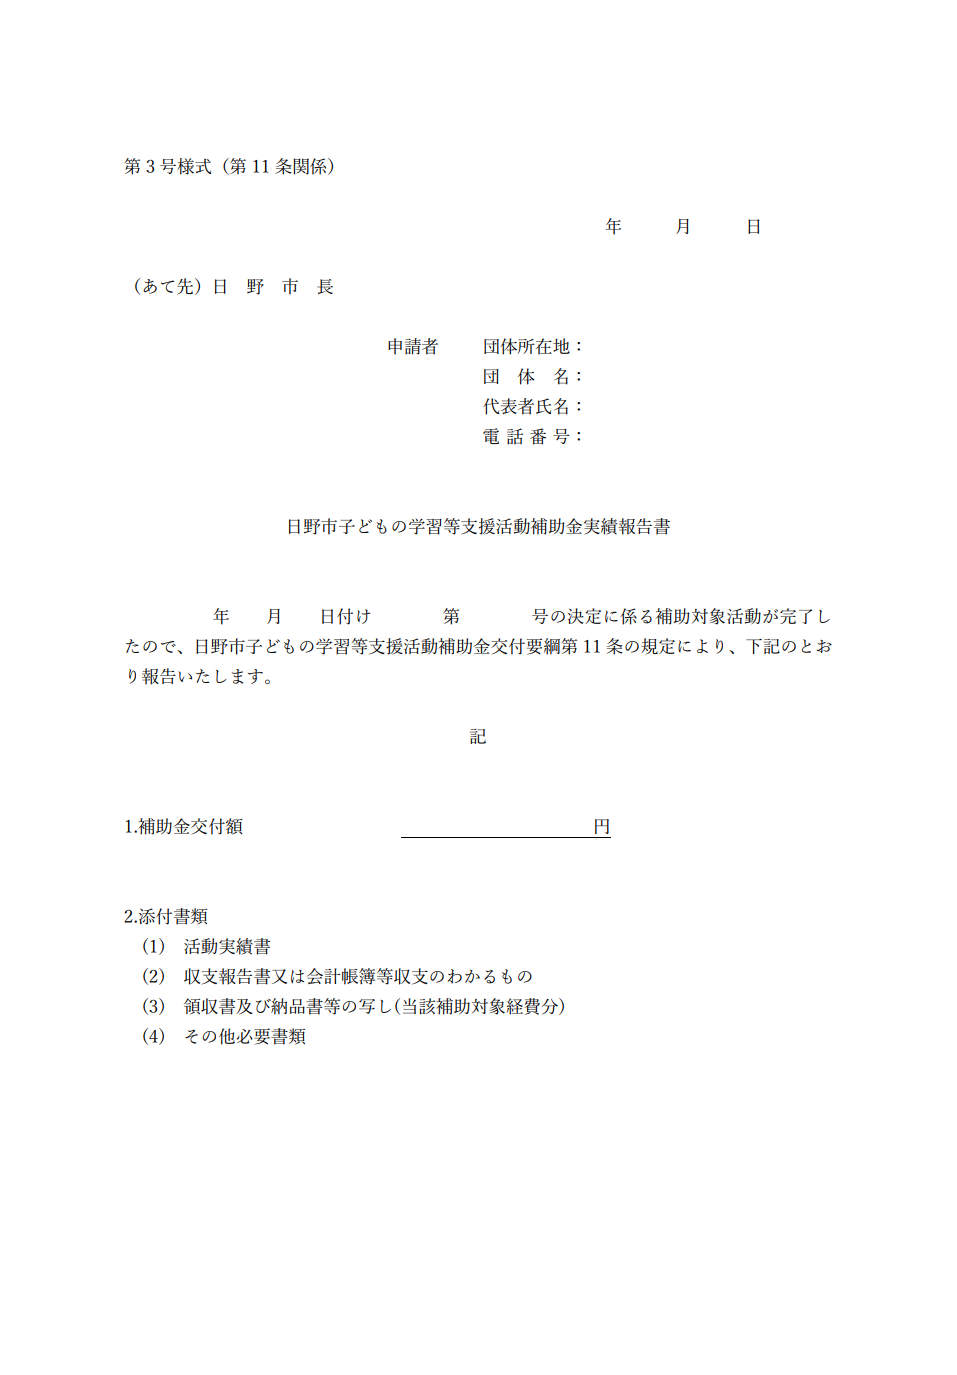 第 3 号様式（第 11 条関係）
年　　　月　　　日
（あて先）日　野　市　長
申請者　　団体所在地：
団　体　名：
代表者氏名：
電 話 番 号：
日野市子どもの学習等支援活動補助金実績報告書
年　　月　　日付け　　　　第　　　　号の決定に係る補助対象活動が完了し
たので、日野市子どもの学習等支援活動補助金交付要綱第 11 条の規定により、下記のとお
り報告いたします。
記
1.補助金交付額　　　　　　　　　円
2.添付書類
(1)　活動実績書
(2)　収支報告書又は会計帳簿等収支のわかるもの
(3)　領収書及び納品書等の写し(当該補助対象経費分)
(4)　その他必要書類